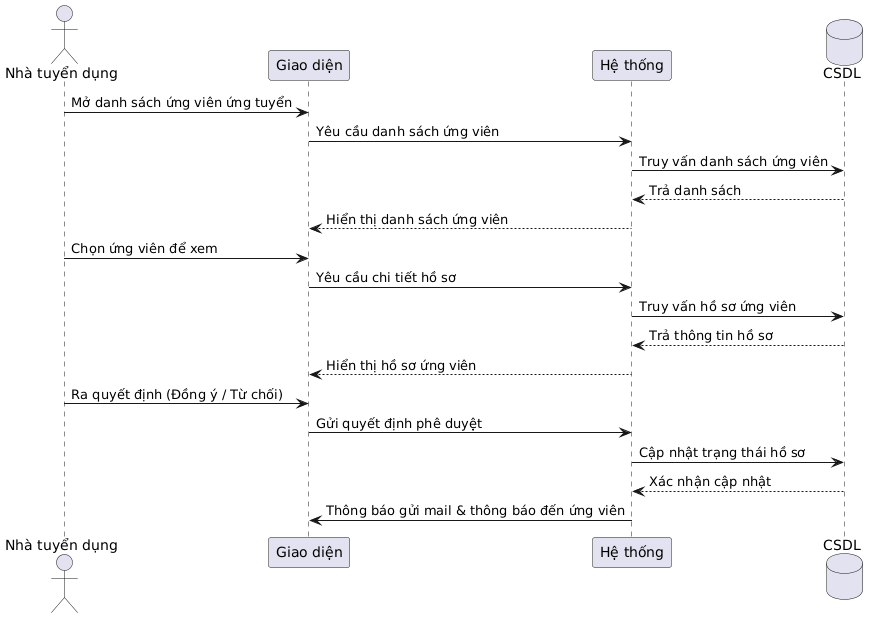 Nhà tuyển dụng
Giao diện
Hệ thống
CSDL
Mở danh sách ứng viên ứng tuyển
Yêu cầu danh sách ứng viên
Truy vấn danh sách ứng viên
Trả danh sách
Hiển thị danh sách ứng viên
Chọn ứng viên để xem
Yêu cầu chi tiết hồ sơ
Truy vấn hồ sơ ứng viên
Trả thông tin hồ sơ
Hiển thị hồ sơ ứng viên
Ra quyết định (Đồng ý / Từ chối)
Gửi quyết định phê duyệt
Cập nhật trạng thái hồ sơ
Xác nhận cập nhật
Thông báo gửi mail & thông báo đến ứng viên
Nhà tuyển dụng
Giao diện
Hệ thống
CSDL